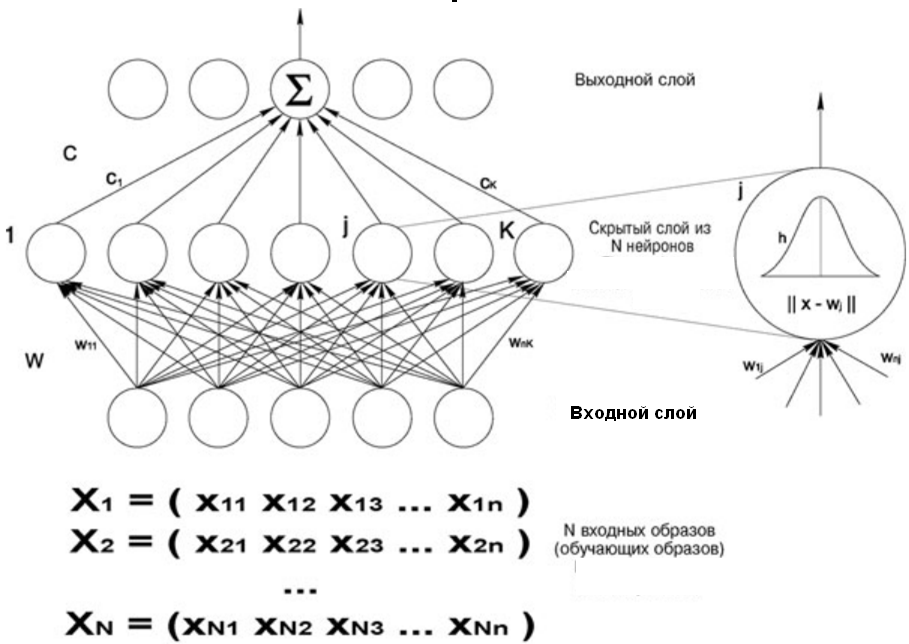 Σ
Выходной слой
C
C1
CK
j
1
j
K
Скрытый слой из
N нейронов
h
|| x - wj ||
W
w11
wnK
w1j
wnj
Входной слой
X1 = ( x11 x12 x13 ... x1n )
X2 = ( x21 x22 x23 ... x2n )
N входных образов
(обучающих образов)
...
XN = (xN1 xN2 xN3 ... xNn )